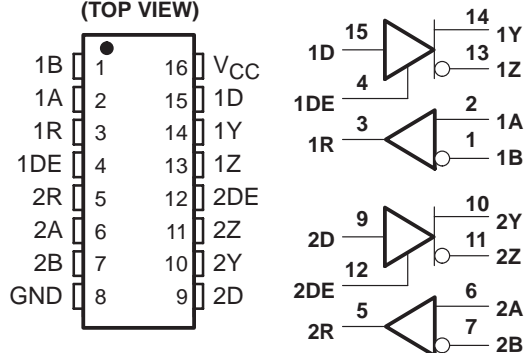 (TOP VIEW)
1B 1 16 VCC
1A 2 15 1D
1R 3 14 1Y
1DE 4 13 1Z
2R 5 12 2DE
2A 6 11 2Z
2B 7 10 2Y
GND 8 9 2D
14 1Y
15 1D
13 1Z
4 1DE
2 1A
3 1R
1 1B
10 2Y
9 2D
11 2Z
12 2DE
6 2A
5 2R
7 2B